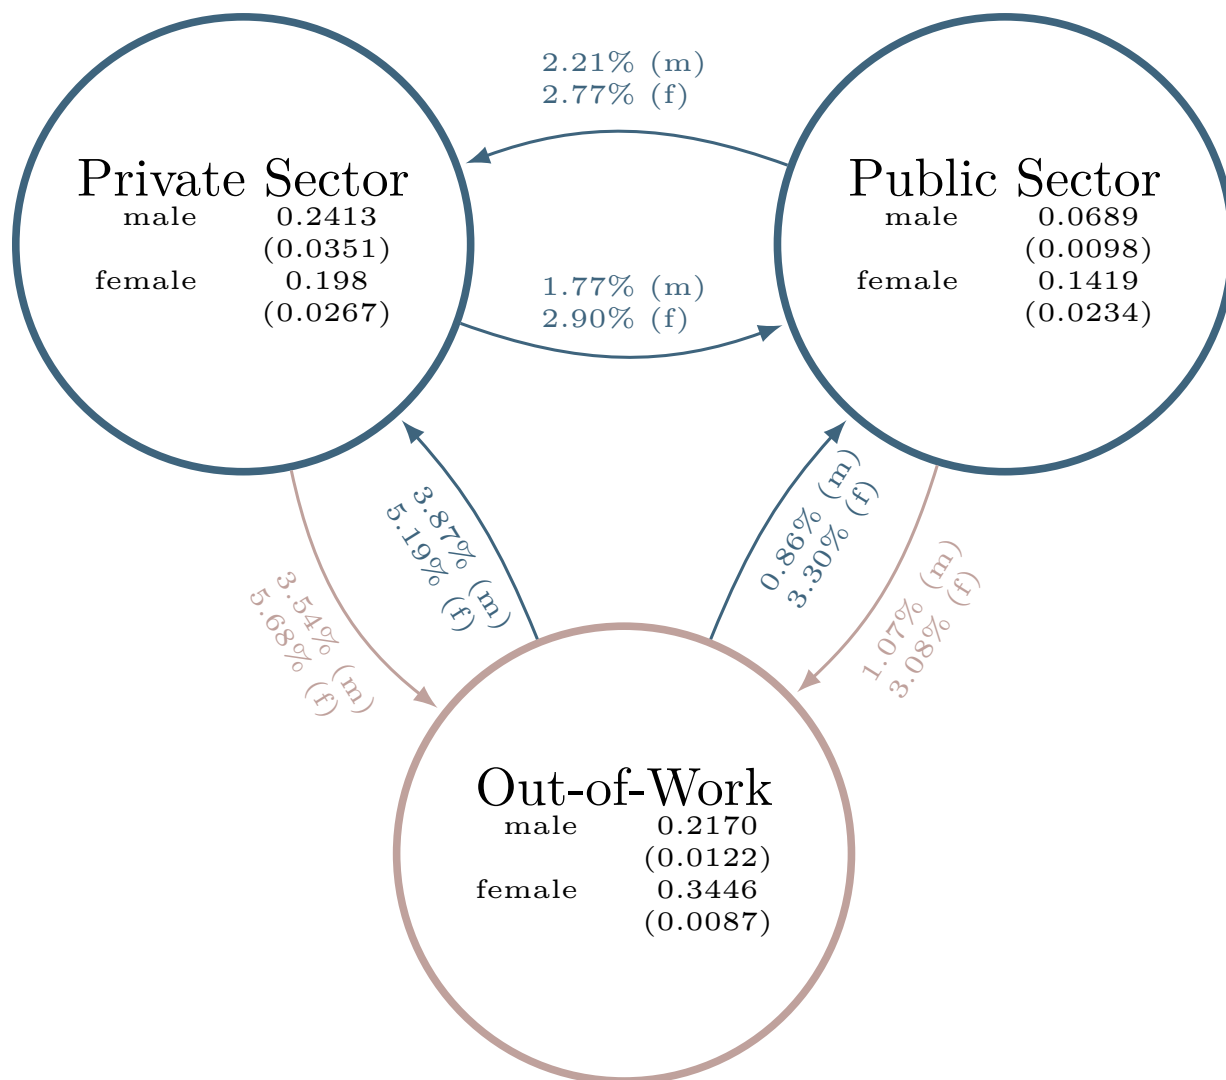 2.21% (m)
2.77% (f)
Private Sector
male 0.2413
(0.0351)
female 0.198
(0.0267)
Public Sector
male 0.0689
(0.0098)
female 0.1419
(0.0234)
1.77% (m)
2.90% (f)
3.87% (m)
5.19% (f)
0.86% (m)
3.30% (f)
3.54% (m)
5.68% (f)
1.07% (m)
3.08% (f)
Out-of-Work
male 0.2170
(0.0122)
female 0.3446
(0.0087)